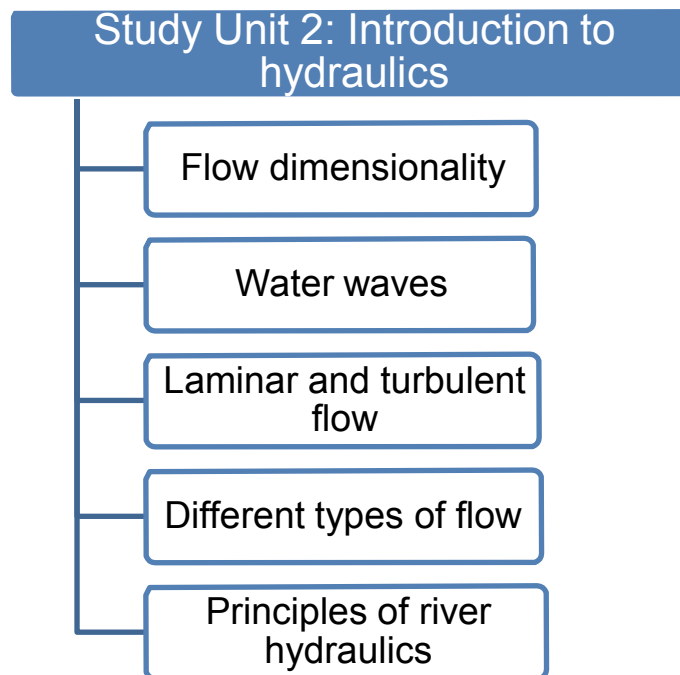 Study Unit 2: Introduction to
hydraulics
Flow dimensionality
Water waves
Laminar and turbulent
flow
Different types of flow
Principles of river
hydraulics